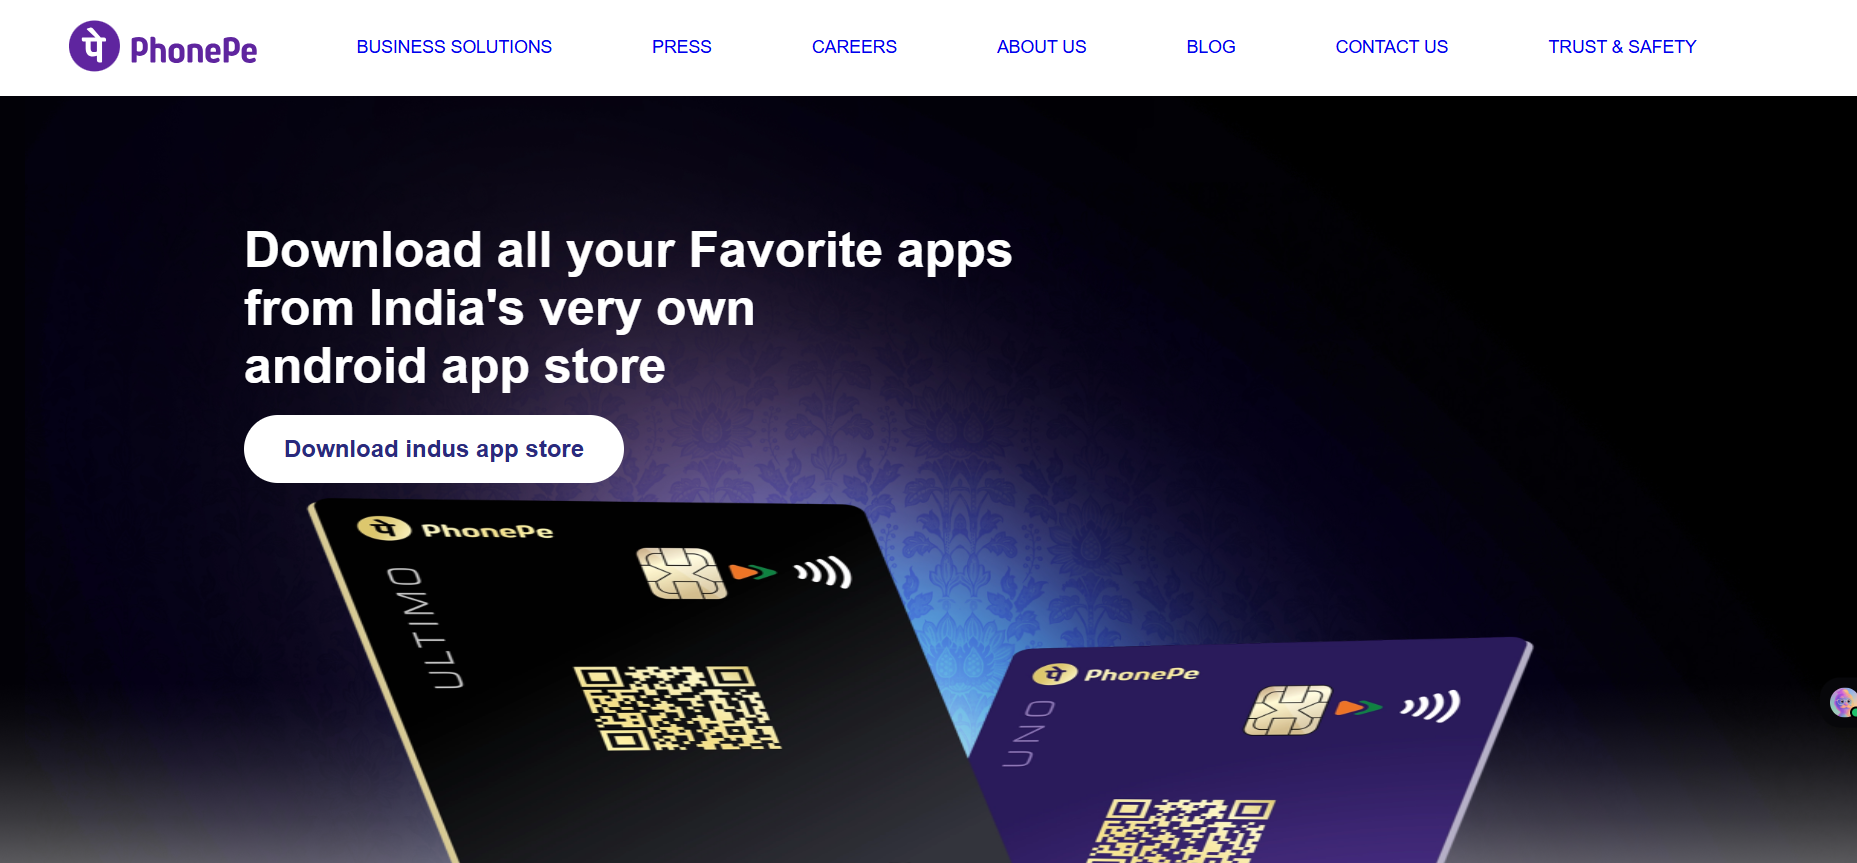 पे PhonePe
BUSINESS SOLUTIONS
PRESS
CAREERS
ABOUT US
BLOG
CONTACT US
TRUST & SAFETY
Download all your Favorite apps
from India's very own
android app store
Download indus app store
पे PhonePe
ULTIMO
पे PhonePe
UNO